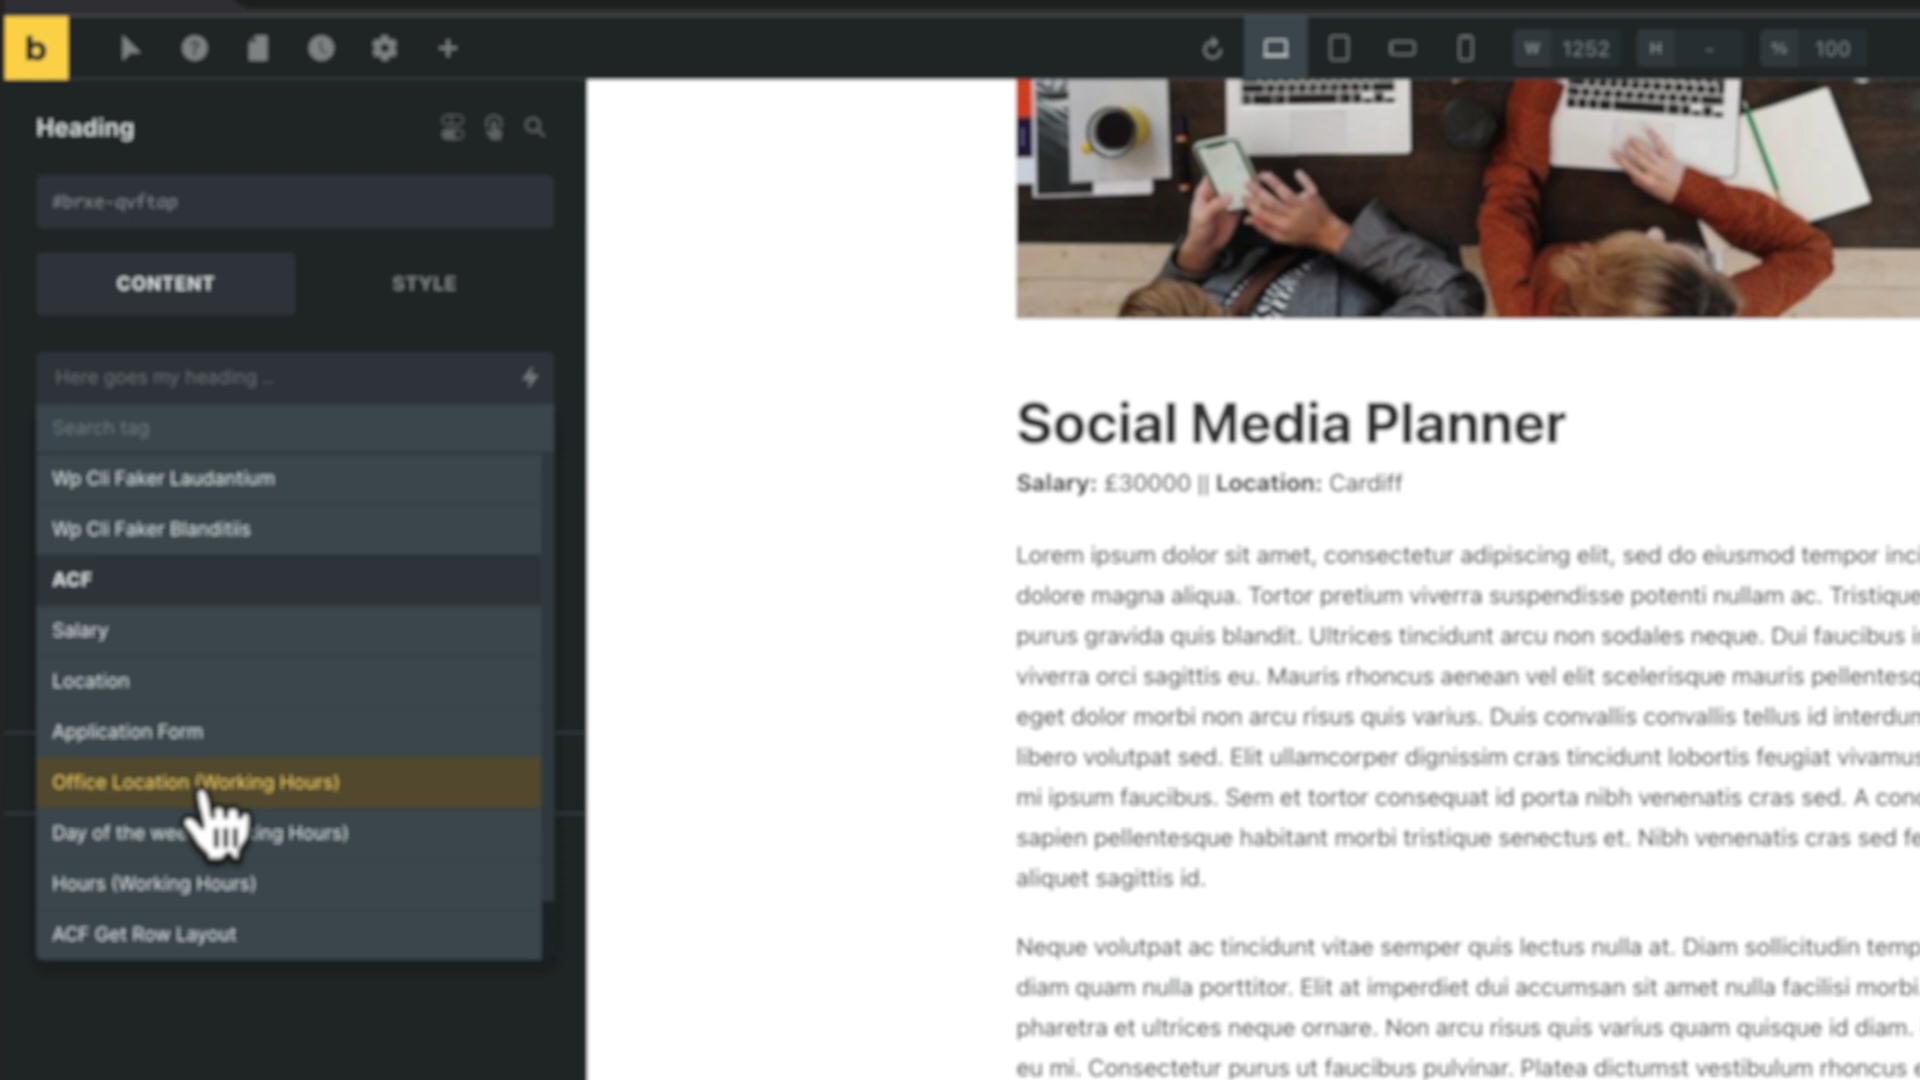 b
W 1252 H - % 100
Heading
#brxe-qvftap
CONTENT STYLE
Here goes my heading ...
Search tag
Wp Cli Faker Laudantium
Wp Cli Faker Blanditiis
ACF
Salary
Location
Application Form
Office Location (Working Hours)
Day of the ing Hours)
Hours (Working Hours)
ACF Get Row Layout
Social Media Planner
Salary: £30000 || Location: Cardiff
Lorem ipsum dolor sit amet, consectetur adipiscing elit, sed do eiusmod tempor inci
dolore magna aliqua. Tortor pretium viverra suspendisse potenti nullam ac. Tristique
purus gravida quis blandit. Ultrices tincidunt arcu non sodales neque. Dui faucibus i
viverra orci sagittis eu. Mauris rhoncus aenean vel elit scelerisque mauris pellentesq
eget dolor morbi non arcu risus quis varius. Duis convallis convallis tellus id interdum
libero volutpat sed. Elit ullamcorper dignissim cras tincidunt lobortis feugiat vivamus
mi ipsum faucibus. Sem et tortor consequat id porta nibh venenatis cras sed. A cond
sapien pellentesque habitant morbi tristique senectus et. Nibh venenatis cras sed fe
aliquet sagittis id.
Neque volutpat ac tincidunt vitae semper quis lectus nulla at. Diam sollicitudin temp
diam quam nulla porttitor. Elit at imperdiet dui accumsan sit amet nulla facilisi morbi
pharetra et ultrices neque ornare. Non arcu risus quis varius quam quisque id diam.
eu mi. Consectetur purus ut faucibus pulvinar. Platea dictumst vestibulum rhoncus